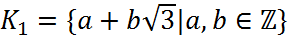 K₁ = {a + b√3|a, b ∈ ℤ}